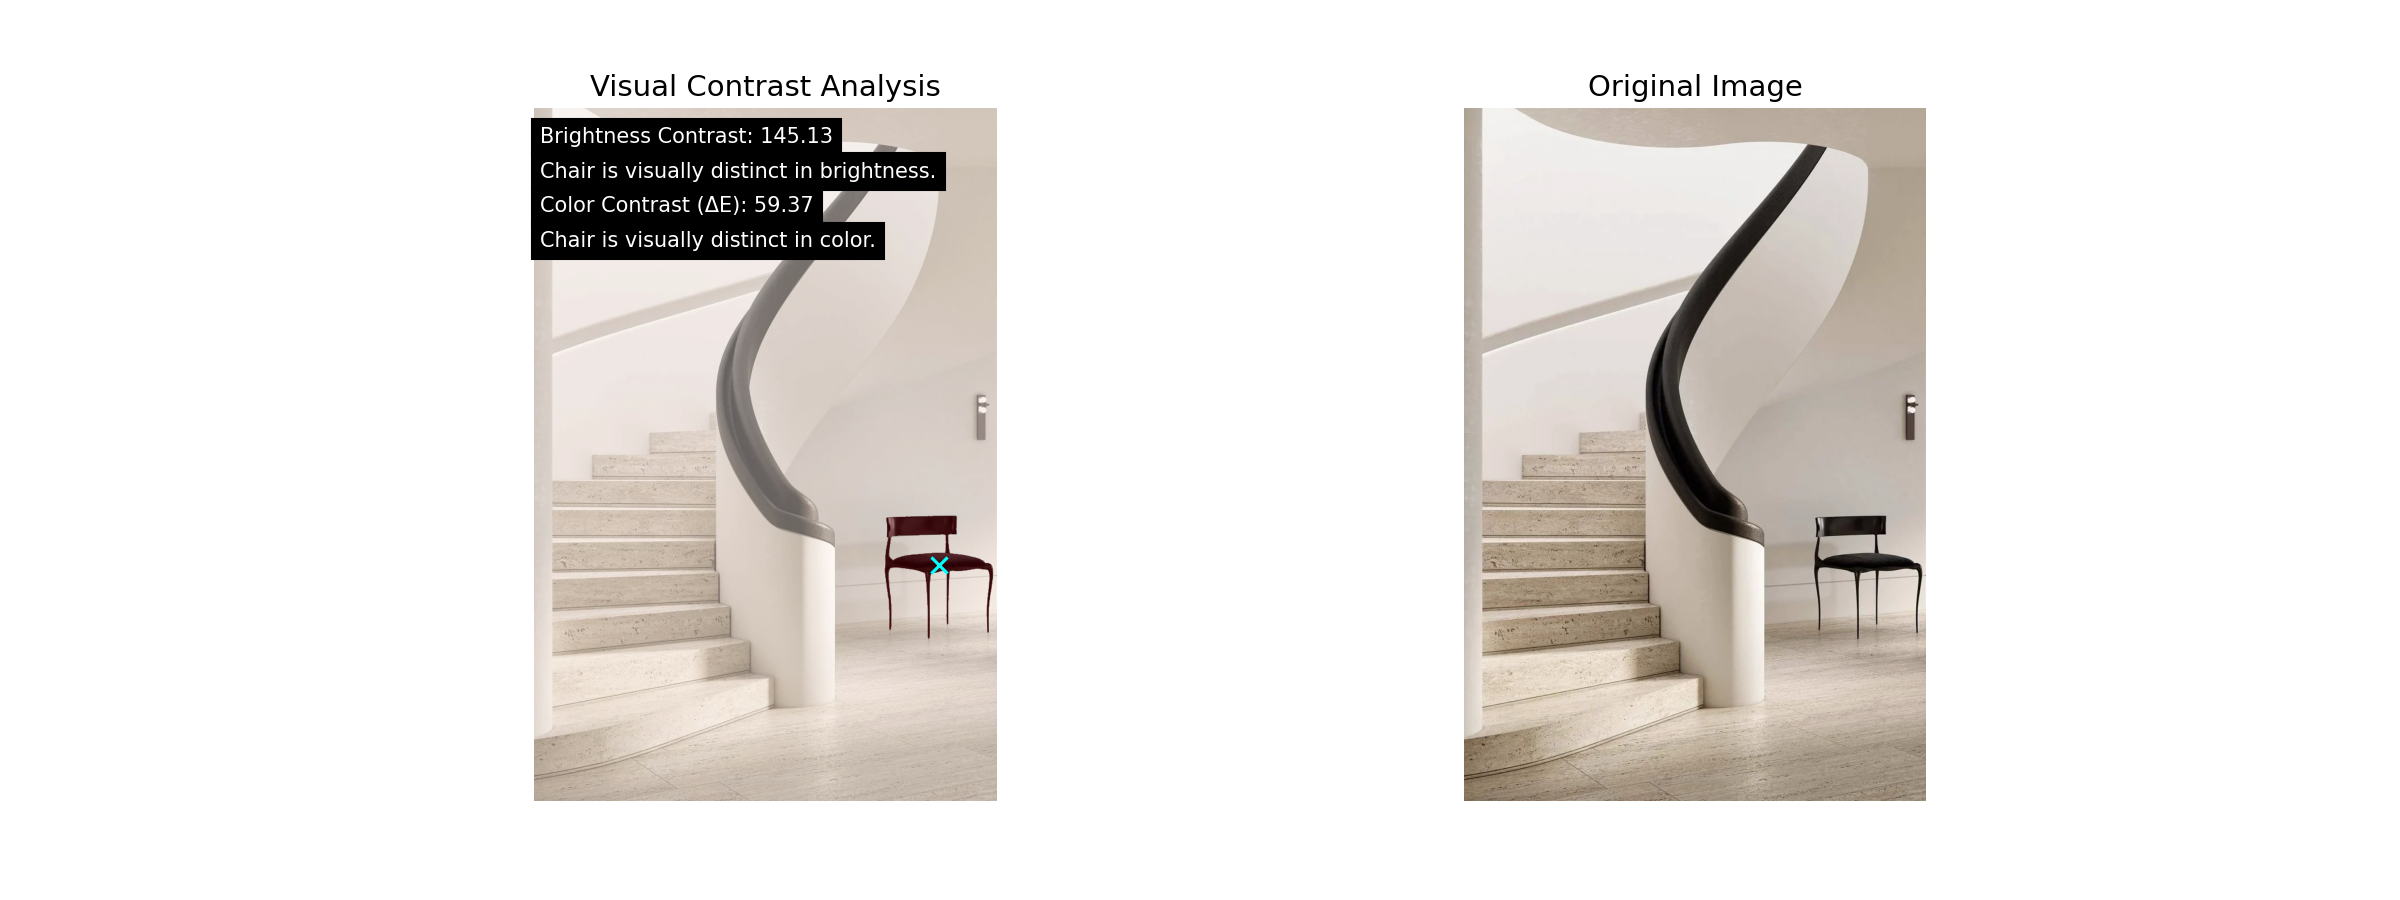 Visual Contrast Analysis
Brightness Contrast: 145.13
Chair is visually distinct in brightness.
Color Contrast (ΔE): 59.37
Chair is visually distinct in color.
Original Image